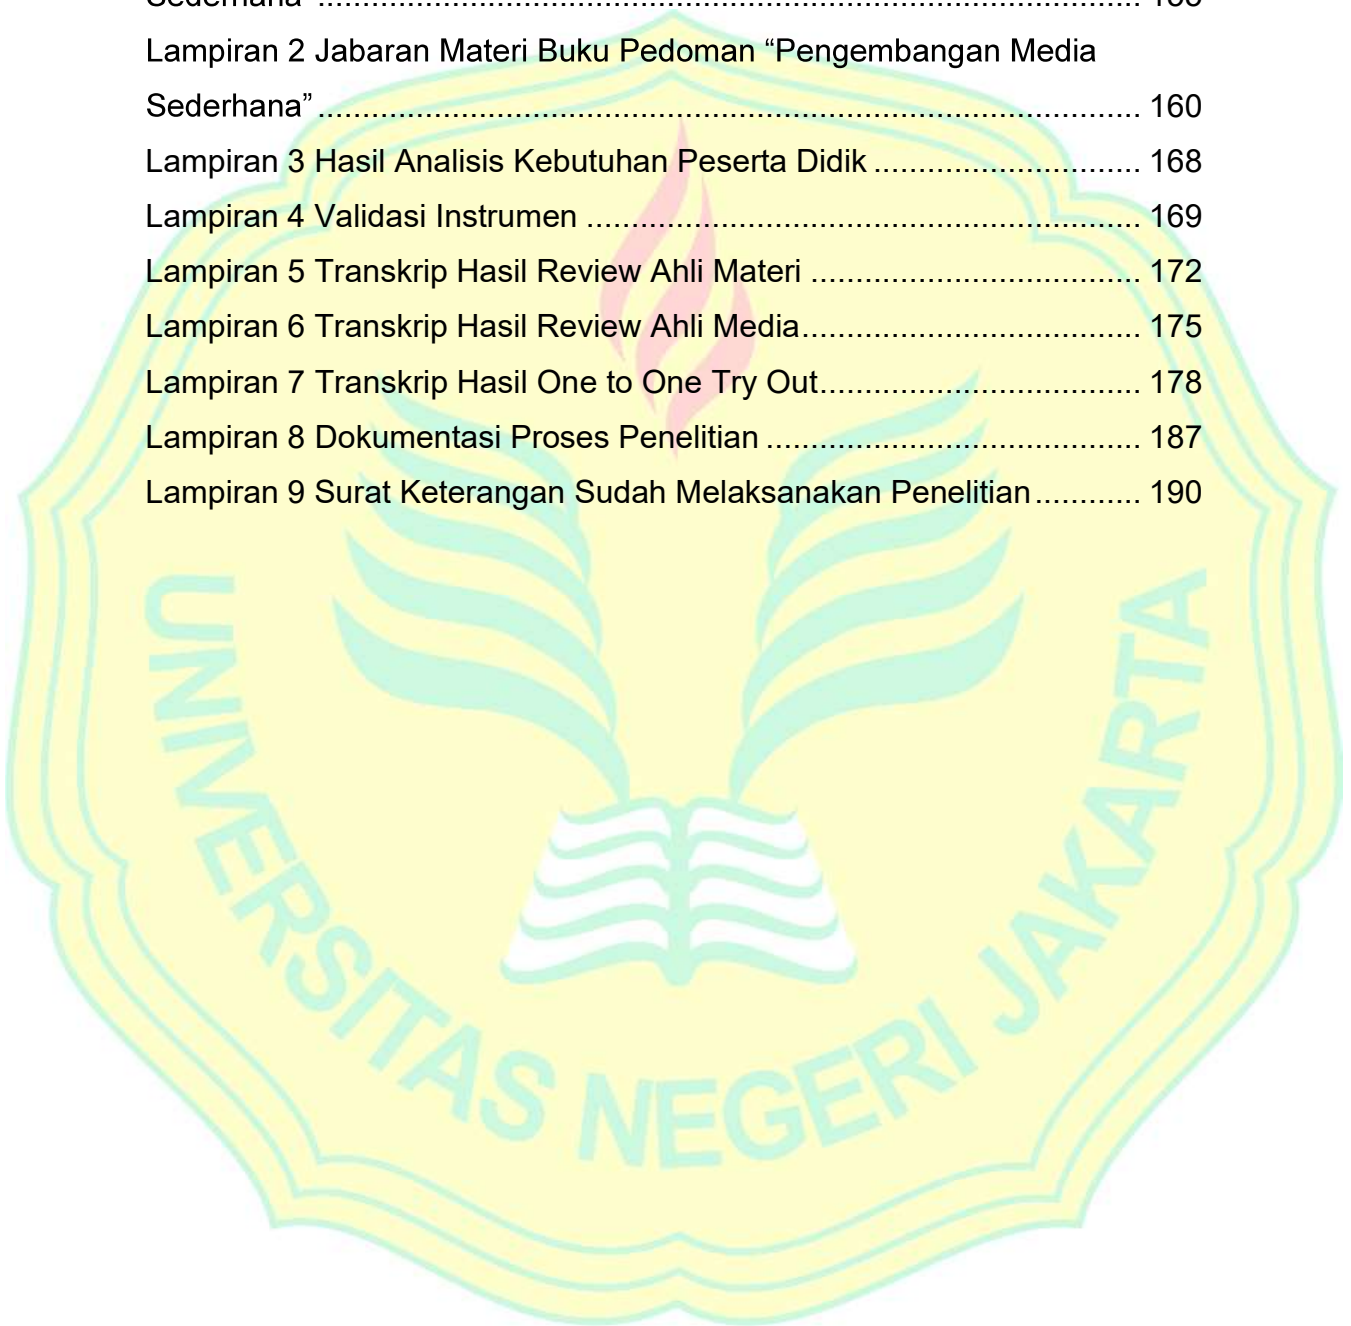 Sederhana" ............................................................................................
Lampiran 2 Jabaran Materi Buku Pedoman “Pengembangan Media
Sederhana” ............................................................................................ 160
Lampiran 3 Hasil Analisis Kebutuhan Peserta Didik .............................. 168
Lampiran 4 Validasi Instrumen .............................................................. 169
Lampiran 5 Transkrip Hasil Review Ahli Materi ..................................... 172
Lampiran 6 Transkrip Hasil Review Ahli Media...................................... 175
Lampiran 7 Transkrip Hasil One to One Try Out.................................... 178
Lampiran 8 Dokumentasi Proses Penelitian .......................................... 187
Lampiran 9 Surat Keterangan Sudah Melaksanakan Penelitian............ 190
UNIVERSITAS NEGERI JAKARTA